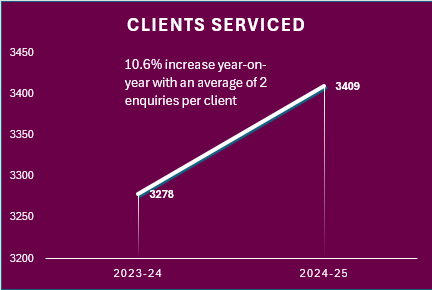 CLIENTS SERVICED
10.6% increase year-on-
year with an average of 2
enquiries per client
3450
3400
3350
3300
3250
3200
3278
3409
2023-24
2024-25